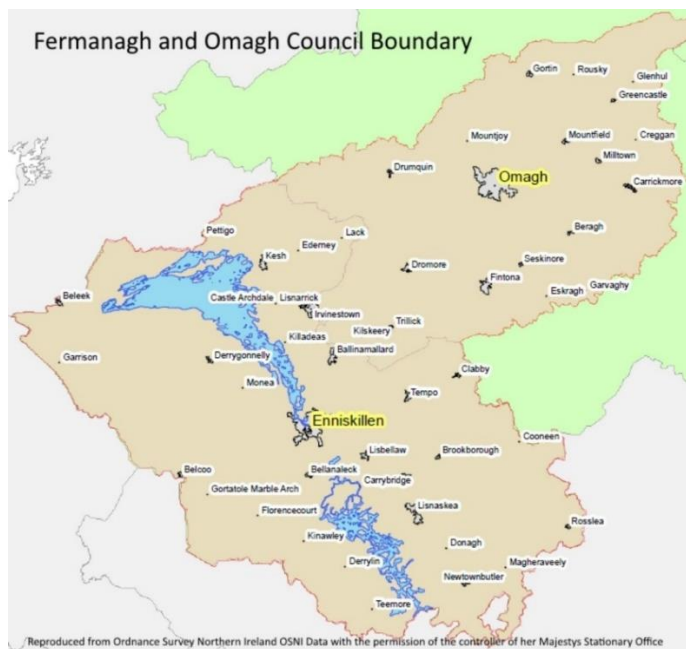 Fermanagh and Omagh Council Boundary
Gortin
Rousky
Glenhul
Greencastle
Mountjoy
Mountfield
Creggan
Milltown
Drumquin
Omagh
Carrickmore
Pettigo
Lack
Beragh
Ederney
Kesh
Dromore
Seskinore
Fintona
Garvaghy
Eskragh
Beleek
Castle Archdale
Lisnarrick
Irvinestown
Trillick
Kilskeery
Killadeas
Ballinamallard
Garrison
Derrygonnelly
Clabby
Monea
Tempo
Enniskillen
Cooneen
Lisbellaw
Brookborough
Belcoo
Bellanaleck
Carrybridge
Gortatole Marble Arch
Florencecourt
Lisnaskea
Rosslea
Kinawley
Donagh
Derrylin
Magheraveely
Newtownbutler
Teemore
Reproduced from Ordnance Survey Northern Ireland OSNI Data with the permission of the controller of her Majestys Stationary Office